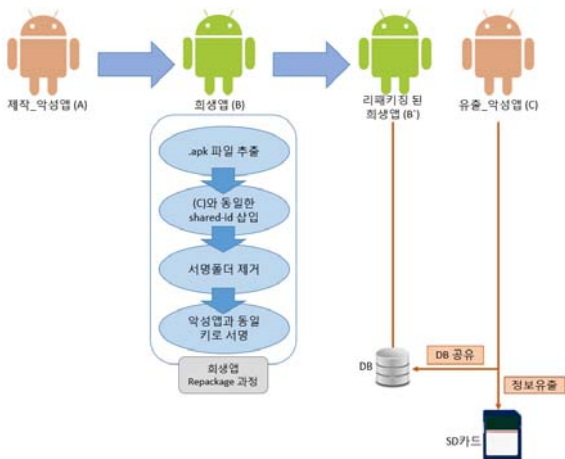 제작_악성앱 (A)
희생앱 (B)
리패키징 된
희생앱 (B`)
유출_악성앱 (C)
.apk 파일 추출
(C)와 동일한
shared-id 삽입
서명폴더 제거
악성앱과 동일
키로 서명
희생앱
Repackage 과정
DB
DB 공유
정보유출
SD카드